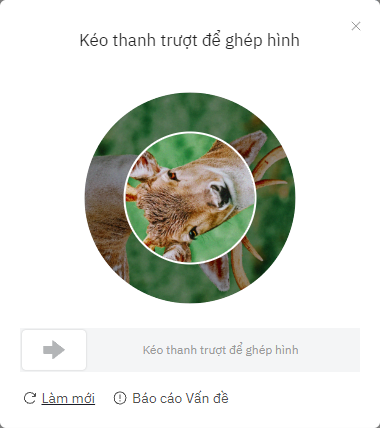 Kéo thanh trượt để ghép hình
Kéo thanh trượt để ghép hình
Làm mới
Báo cáo Vấn đề